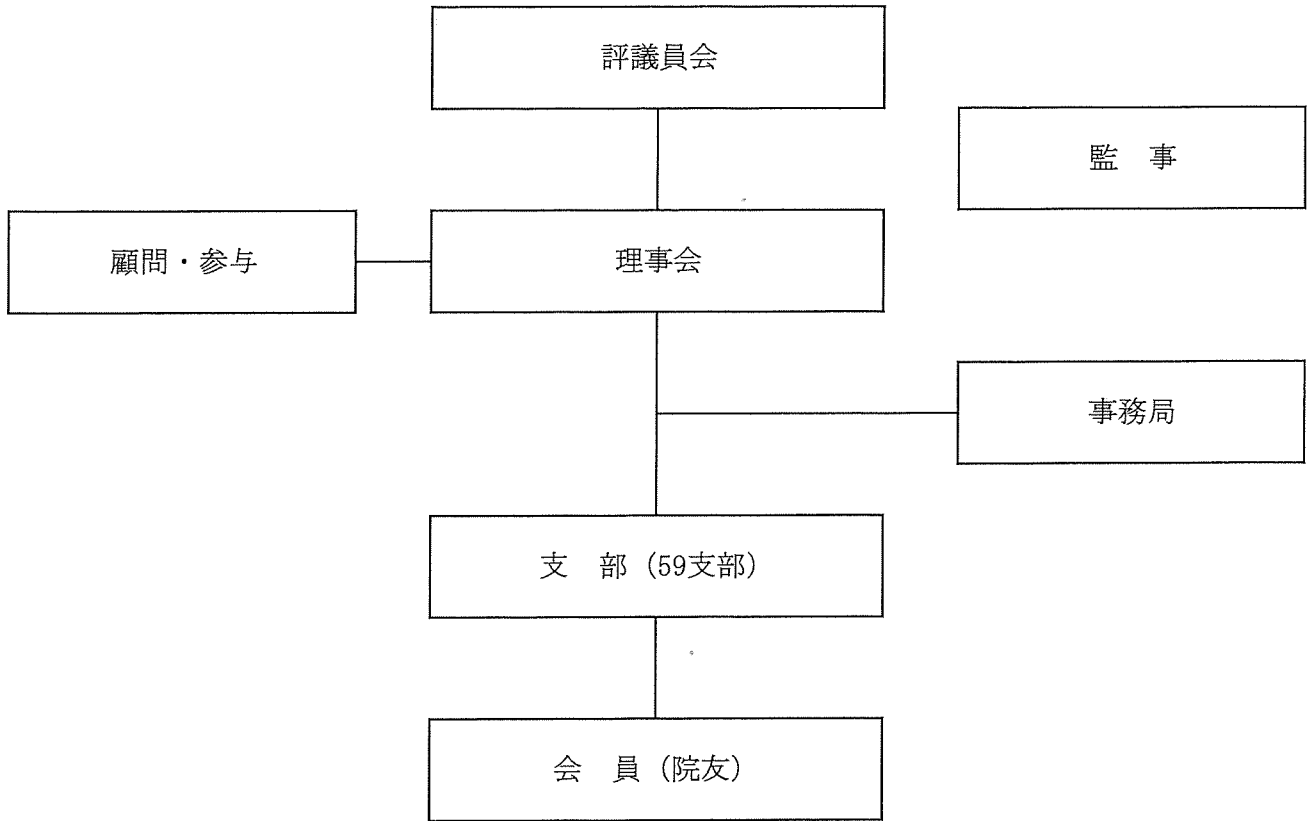 評議員会
監　事
顧問・参与
理事会
事務局
支　部（59支部）
会　員（院友）